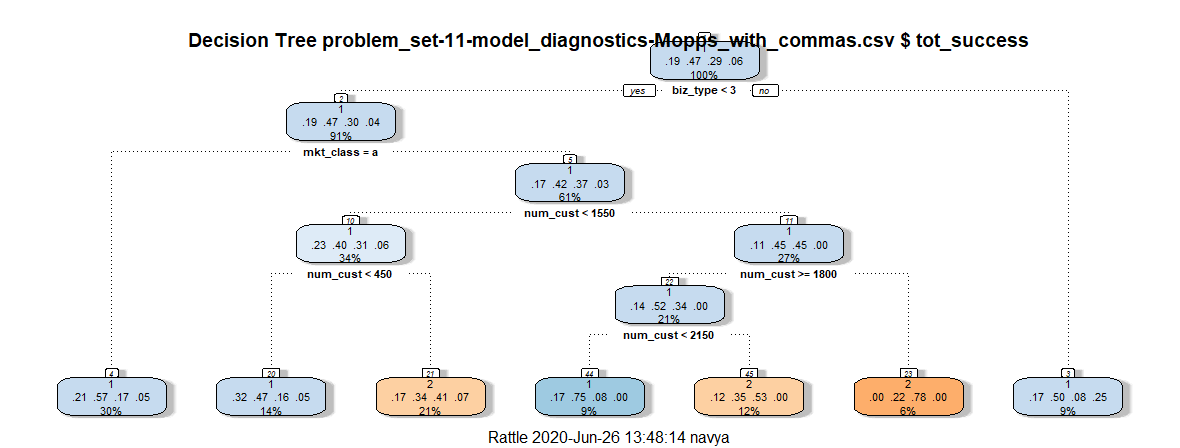 Decision Tree problem_set-11-model_diagnostics-Mopps_with_commas.csv $ tot_success
.19 .47 .29 .06
100%
yes biz_type < 3 no
2
1
.19 .47 .30 .04
91%
mkt_class = a
5
1
.17 .42 .37 .03
61%
num_cust < 1550
10
1
.23 .40 .31 .06
34%
num_cust < 450
11
1
.11 .45 .45 .00
27%
num_cust >= 1800
22
1
.14 .52 .34 .00
21%
num_cust < 2150
4
1
.21 .57 .17 .05
30%
20
1
.32 .47 .16 .05
14%
21
2
.17 .34 .41 .07
21%
44
1
.17 .75 .08 .00
9%
45
2
.12 .35 .53 .00
12%
23
2
.00 .22 .78 .00
6%
3
1
.17 .50 .08 .25
9%
Rattle 2020-Jun-26 13:48:14 navya